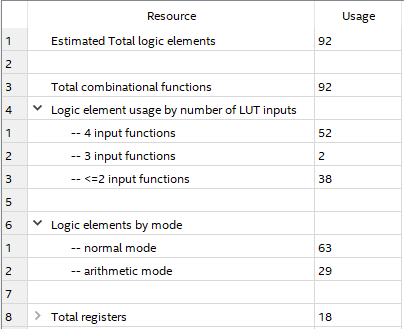 Resource Usage
1 Estimated Total logic elements 92
2
3 Total combinational functions 92
4 Logic element usage by number of LUT inputs
1 -- 4 input functions 52
2 -- 3 input functions 2
3 -- <=2 input functions 38
5
6 Logic elements by mode
1 -- normal mode 63
2 -- arithmetic mode 29
7
8 Total registers 18